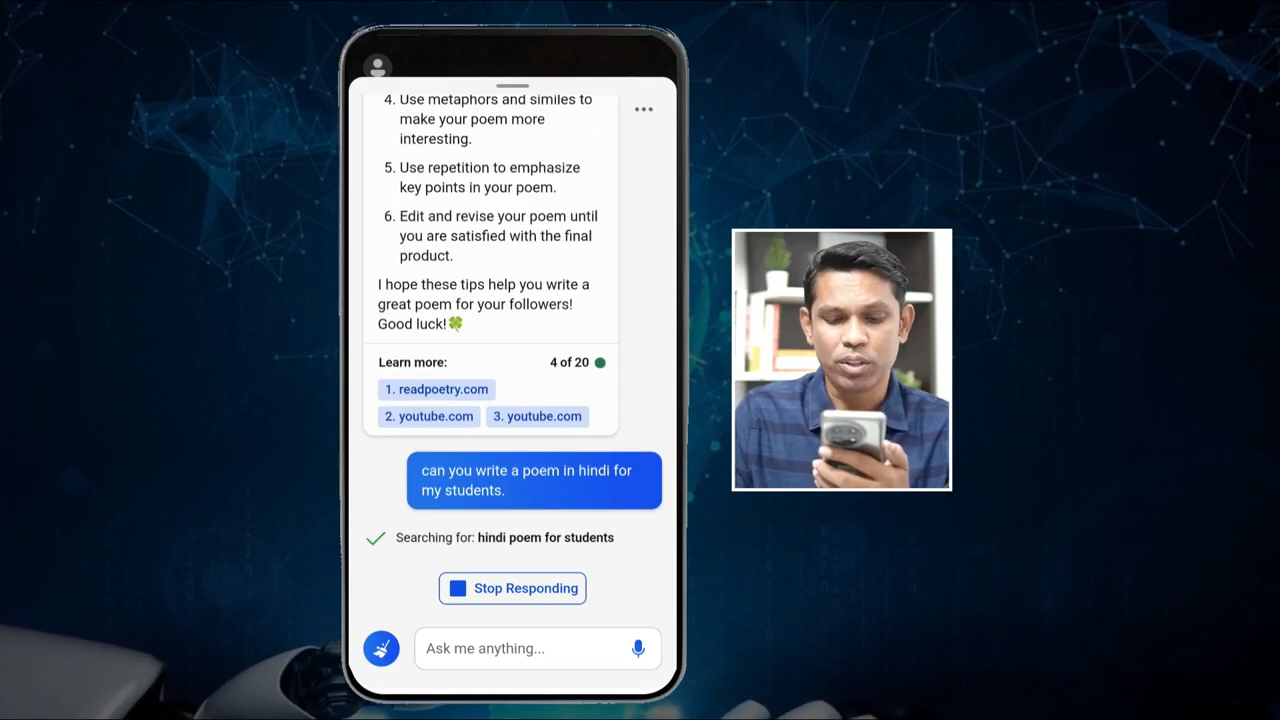 4. Use metaphors and similes to
make your poem more
interesting.
5. Use repetition to emphasize
key points in your poem.
6. Edit and revise your poem until
you are satisfied with the final
product.
I hope these tips help you write a
great poem for your followers!
Good luck!🍀
Learn more: 4 of 20
1. readpoetry.com
2. youtube.com 3. youtube.com
can you write a poem in hindi for
my students.
Searching for: hindi poem for students
Stop Responding
Ask me anything...